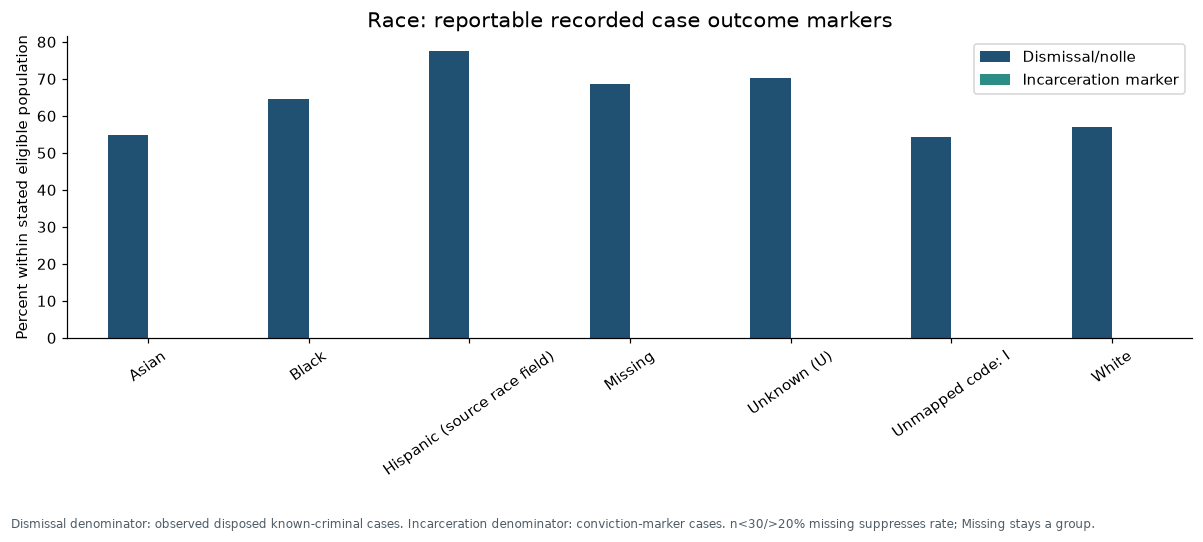 Race: reportable recorded case outcome markers
Percent within stated eligible population
80
70
60
50
40
30
20
10
0
Dismissal/nolle
Incarceration marker
Asian
Black
Hispanic (source race field)
Missing
Unknown (U)
Unmapped code: I
White
Dismissal denominator: observed disposed known-criminal cases. Incarceration denominator: conviction-marker cases. n<30/>20% missing suppresses rate; Missing stays a group.